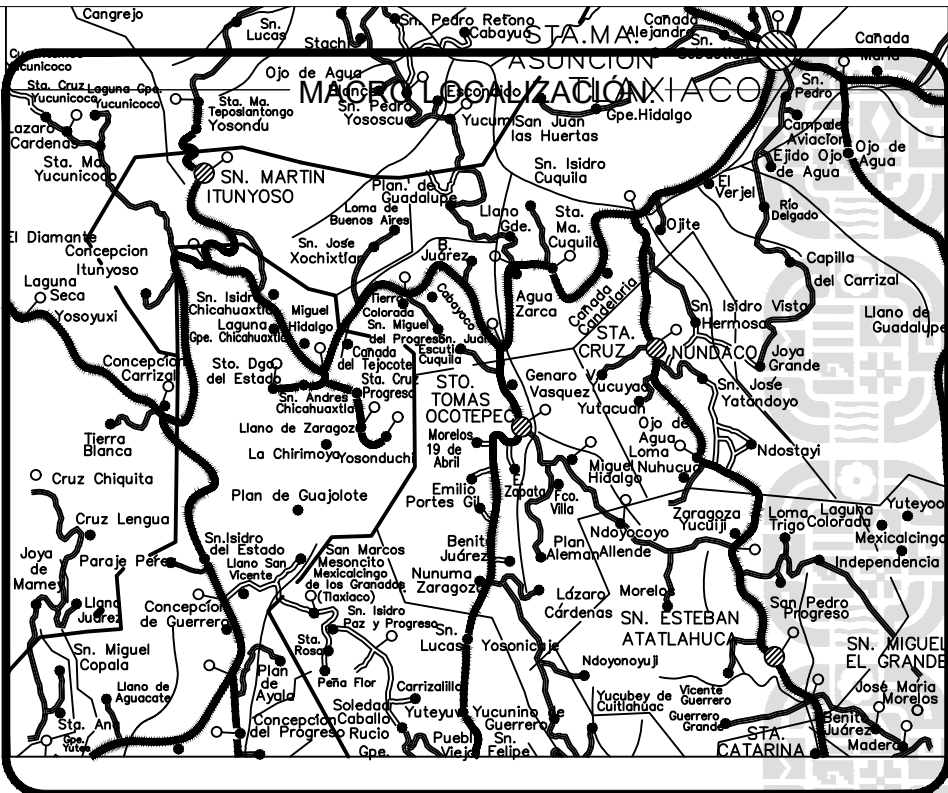 Cangrejo
Sn.
Lucas
Sn. Pedro
Cabayua
STA.MA.
ASUNCION
TLAXIACO
Cañada
Alejandro
Sn.
Cañada
Maria
Yucunicoco
Ojo de Agua
Escondido
MACRO LOCALIZACIÓN.
Sn. Pedro
Yososcua
San Juan
las Huertas
Gpe.Hidalgo
Sn.
Pedro
Sta. Cruz
Yucunicoco
Laguna Gpe.
Yucunicoco
Sta. Ma.
Teposlantongo
Yosondu
Lazaro
Cardenas
Sta. Ma
Yucunicoco
Campo de
Aviacion
Ejido Ojo
de Agua
Ojo de
Agua
SN. MARTIN
ITUNYOSO
Sn. Isidro
Cuquila
Plan. de
Guadalupe
El
Verjel
Rio
Delgado
Loma de
Buenos Aires
Llano
Gde.
Sta.
Ma.
Cuquila
Ojite
El Diamante
Concepcion
Itunyoso
Sn. Jose
Xochixtlan
B.
Juárez
Capilla
del Carrizal
Laguna
Seca
Yosoyuxi
Sn. Isidro
Chicahuaxtla
Laguna
Gpe. Chicahuaxtla
Miguel
Hidalgo
Tierra
Colorada
Cabayoco
Sn. Miguel
del Progreso
Sn. Juan
Escutia
Cuquila
Agua
Zarca
Cañada
Candelaria
STA.
CRUZ
NUNDACO
Sn. Isidro
Hermosa
Vista
Llano de
Guadalupe
Joya
Grande
Concepcion
Carrizal
Sto. Dgo.
del Estado
Cañada
del Tejocote
Sta. Cruz
Progreso
Sn. Andres
Chicahuaxtla
STO.
TOMAS
OCOTEPEC
Genaro
Vasquez
Yucuyad
Yutacuan
Sn. Jose
Yatandoyo
Tierra
Blanca
Llano de Zaragoza
La Chirimoya
Yosonduchi
Morelos
19 de
Abril
Ojo de
Agua
Loma
Nuhucua
Ndostayi
Cruz Chiquita
Plan de Guajolote
Emilio
Portes Gil
E.
Zapata
Fco.
Villa
Miguel
Hidalgo
Cruz Lengua
Ndoyocoyo
Allende
Zaragoza
Yucuiji
Loma
Trigo
Laguna
Colorada
Yuteyoo
Mexicalcingo
Independencia
Joya
de
Mamey
Paraje Perez
Sn.Isidro
del Estado
Llano San
Vicente
San Marcos
Mesoncito
Mexicalcingo
de los Granados
(Tlaxiaco)
Benito
Juárez
Plan
Aleman
Nunuma
Zaragoza
Llano
Juárez
Concepcion
de Guerrero
Sn. Isidro
Paz y Progreso
Lázaro
Cárdenas
Morelos
San Pedro
Progreso
SN. ESTEBAN
ATATLAHUCA
SN. MIGUEL
EL GRANDE
Sn. Miguel
Copala
Sta.
Rosa
Peña Flor
Sn.
Lucas
Yosonicaje
Ndoyonoyuji
Llano de
Aguacate
Plan
de
Ayala
Carrizalillo
Yucubey de
Cuitlahuac
Vicente
Guerrero
José Maria
Morelos
Sta. Ana
Gpe.
Yutee
Concepcion
del Progreso
Soledad
Caballo
Rucio
Gpe.
Yuteyuva
Pueblo
Viejo
Yucunino de
Guerrero
Sn.
Felipe
Guerrero
Grande
STA.
CATARINA
Benito
Juárez
Madero